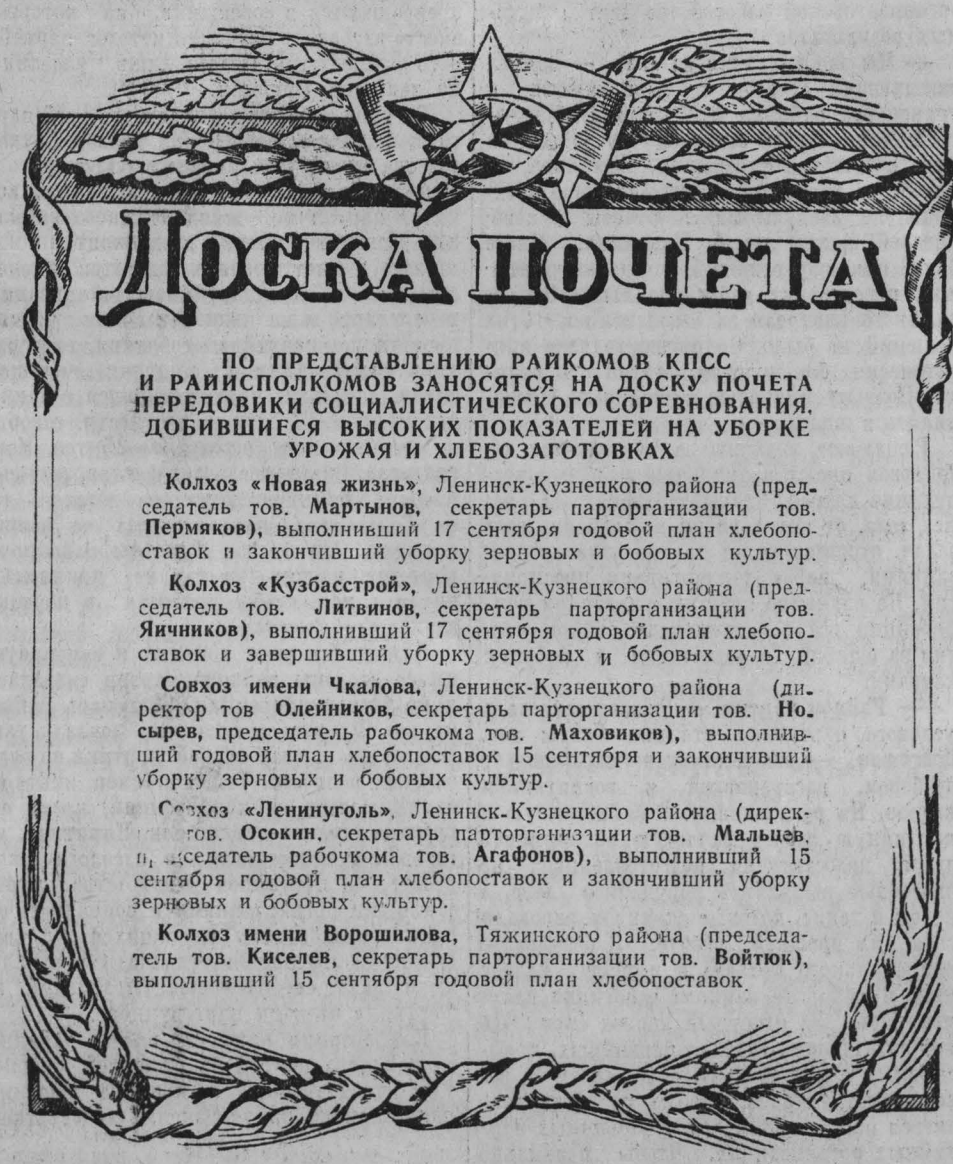 ДОСКА ПОЧЕТА
ПО ПРЕДСТАВЛЕНИЮ РАЙКОМОВ КПСС
И РАЙИСПОЛКОМОВ ЗАНОСЯТСЯ НА ДОСКУ ПОЧЕТА
ПЕРЕДОВИКИ СОЦИАЛИСТИЧЕСКОГО СОРЕВНОВАНИЯ,
ДОБИВШИЕСЯ ВЫСОКИХ ПОКАЗАТЕЛЕЙ НА УБОРКЕ
УРОЖАЯ И ХЛЕБОЗАГОТОВКАХ
Колхоз «Новая жизнь», Ленинск-Кузнецкого района (пред-
седатель тов. Мартынов, секретарь парторганизации тов.
Пермяков), выполнивший 17 сентября годовой план хлебопо-
ставок и закончивший уборку зерновых и бобовых культур.
Колхоз «Кузбасстрой», Ленинск-Кузнецкого района (пред-
седатель тов. Литвинов, секретарь парторганизации тов.
Яичников), выполнивший 17 сентября годовой план хлебопо-
ставок и завершивший уборку зерновых и бобовых культур.
Совхоз имени Чкалова, Ленинск-Кузнецкого района (ди-
ректор тов Олейников, секретарь парторганизации тов. Но-
сырев, председатель рабочкома тов. Маховиков), выполнив-
ший годовой план хлебопоставок 15 сентября и закончивший
уборку зерновых и бобовых культур.
Совхоз «Ленинуголь», Ленинск-Кузнецкого района (дирек-
тов. Осокин, секретарь парторганизации тов. Мальцев,
председатель рабочкома тов. Агафонов), выполнивший 15
сентября годовой план хлебопоставок и закончивший уборку
зерновых и бобовых культур.
Колхоз имени Ворошилова, Тяжинского района (председа-
тель тов. Киселев, секретарь парторганизации тов. Войтюк),
выполнивший 15 сентября годовой план хлебопоставок.